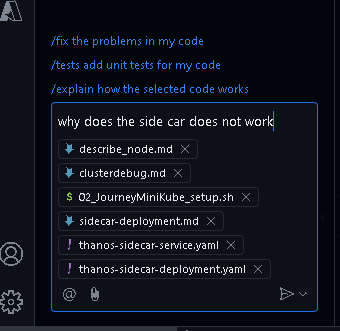 /fix the problems in my code
/tests add unit tests for my code
/explain how the selected code works
why does the side car does not work
describe_node.md
clusterdebug.md
$ 02_JourneyMiniKube_setup.sh
sidecar-deployment.md
! thanos-sidecar-service.yaml
! thanos-sidecar-deployment.yaml
@